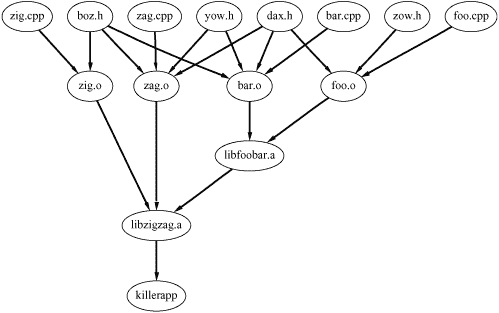 zig.cpp boz.h zag.cpp yow.h dax.h bar.cpp zow.h foo.cpp
zig.o zag.o bar.o foo.o
libfoobar.a
libzigzag.a
killerapp